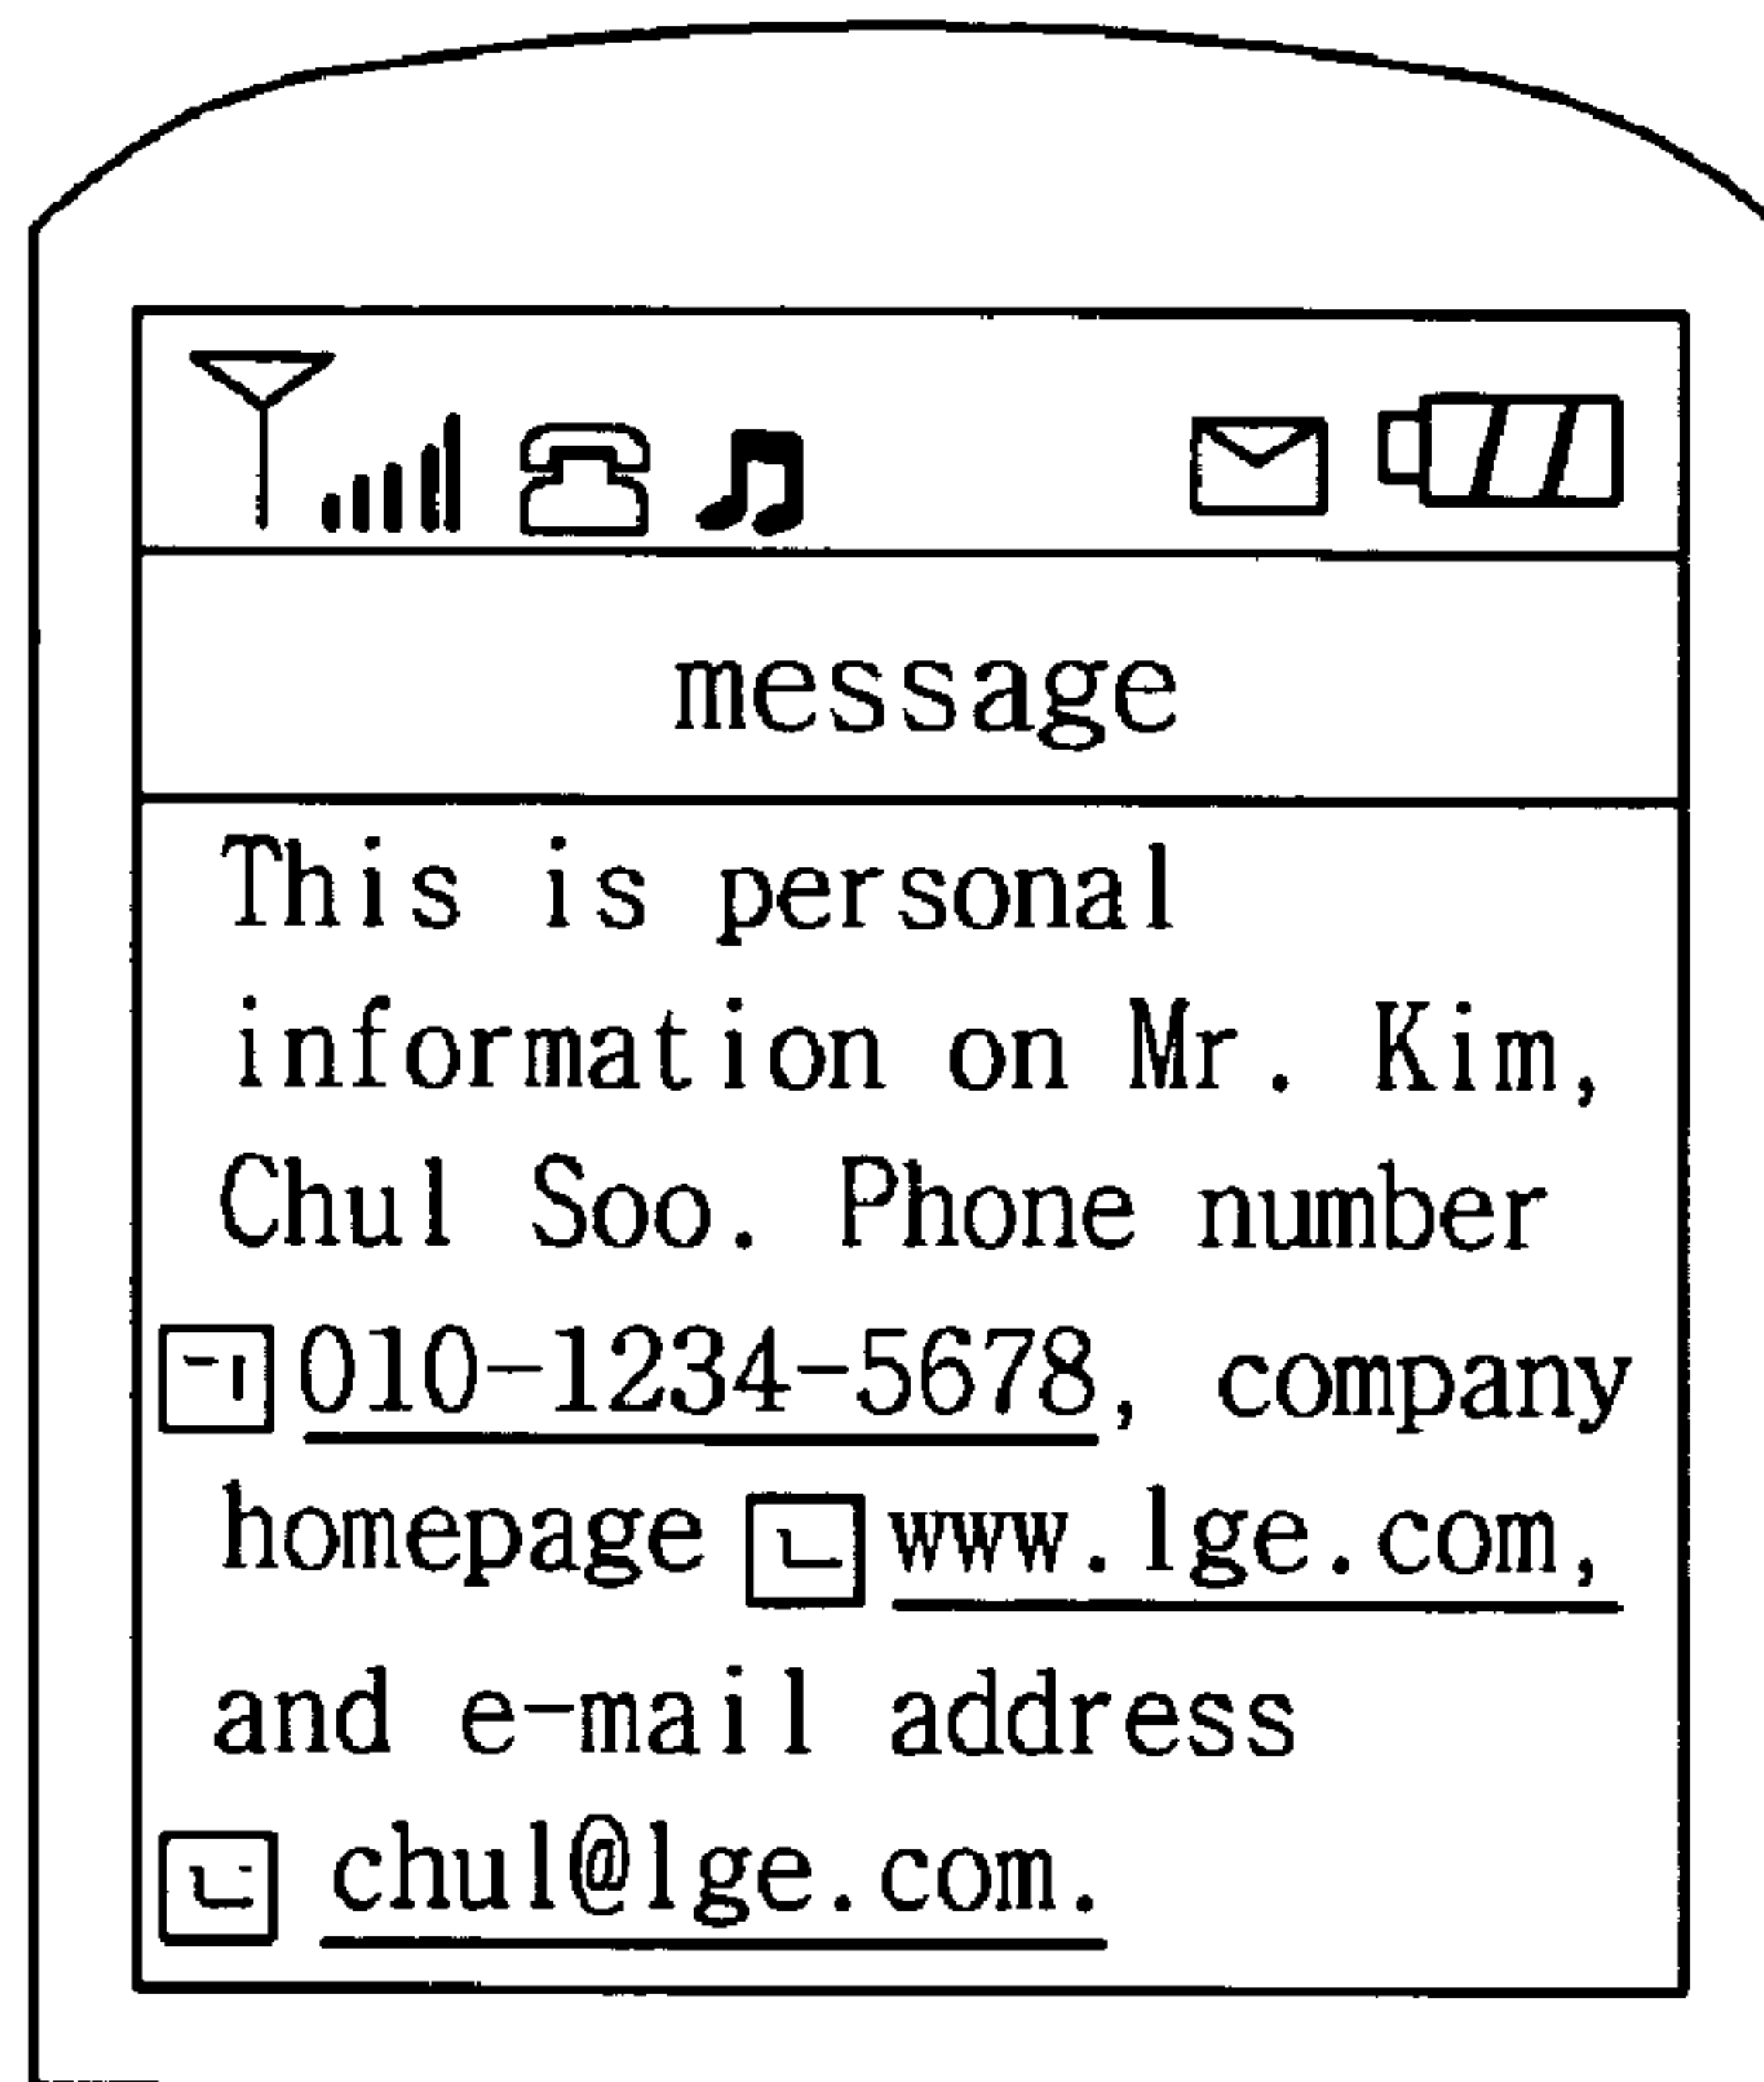 message
This is personal
information on Mr. Kim,
Chul Soo. Phone number
010-1234-5678, company
homepage www.lge.com,
and e-mail address
chul@lge.com.